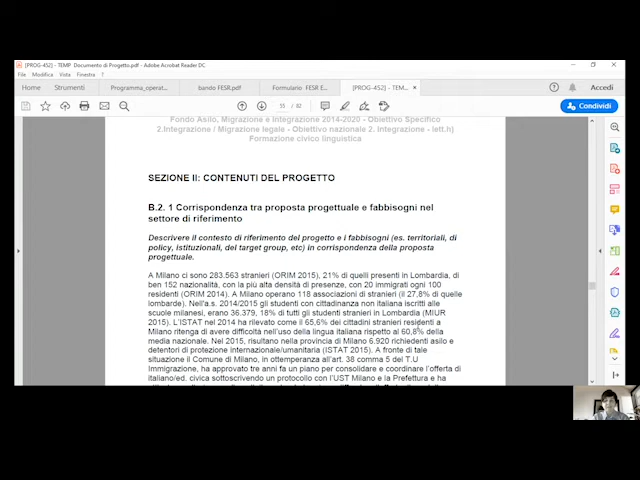 [PROG-452] - TEMP Documento di Progetto.pdf - Adobe Acrobat Reader DC
File Modifica Vista Finestra ?
Home Strumenti Programma_operat... bando FESR.pdf Formulario FESR E... [PROG-452] - TEM... × Accedi
55 / 82 Condividi
Fondo Asilo, Migrazione e Integrazione 2014-2020 - Obiettivo Specifico
2.Integrazione / Migrazione legale - Obiettivo nazionale 2. Integrazione - lett.h)
Formazione civico linguistica
SEZIONE II: CONTENUTI DEL PROGETTO
B.2. 1 Corrispondenza tra proposta progettuale e fabbisogni nel
settore di riferimento
Descrivere il contesto di riferimento del progetto e i fabbisogni (es. territoriali, di
policy, istituzionali, del target group, etc) in corrispondenza della proposta
progettuale.
A Milano ci sono 283.563 stranieri (ORIM 2015), 21% di quelli presenti in Lombardia, di
ben 152 nazionalità, con la più alta densità di presenze, con 20 immigrati ogni 100
residenti (ORIM 2014). A Milano operano 118 associazioni di stranieri (il 27,8% di quelle
lombarde). Nell'a.s. 2014/2015 gli studenti con cittadinanza non italiana iscritti alle
scuole milanesi, erano 36.379, 18% di tutti gli studenti stranieri in Lombardia (MIUR
2015). L'ISTAT nel 2014 ha rilevato come il 65,6% dei cittadini stranieri residenti a
Milano ritenga di avere difficoltà nell'uso della lingua italiana rispetto al 60,8% della
media nazionale. Nel 2015, risultano nella provincia di Milano 6.920 richiedenti asilo e
detentori di protezione internazionale/umanitaria (ISTAT 2015). A fronte di tale
situazione il Comune di Milano, in ottemperanza all'art. 38 comma 5 del T.U
Immigrazione, ha approvato tre anni fa un piano per consolidare e coordinare l'offerta di
italiano/ed. civica sottoscrivendo un protocollo con l'UST Milano e la Prefettura e ha